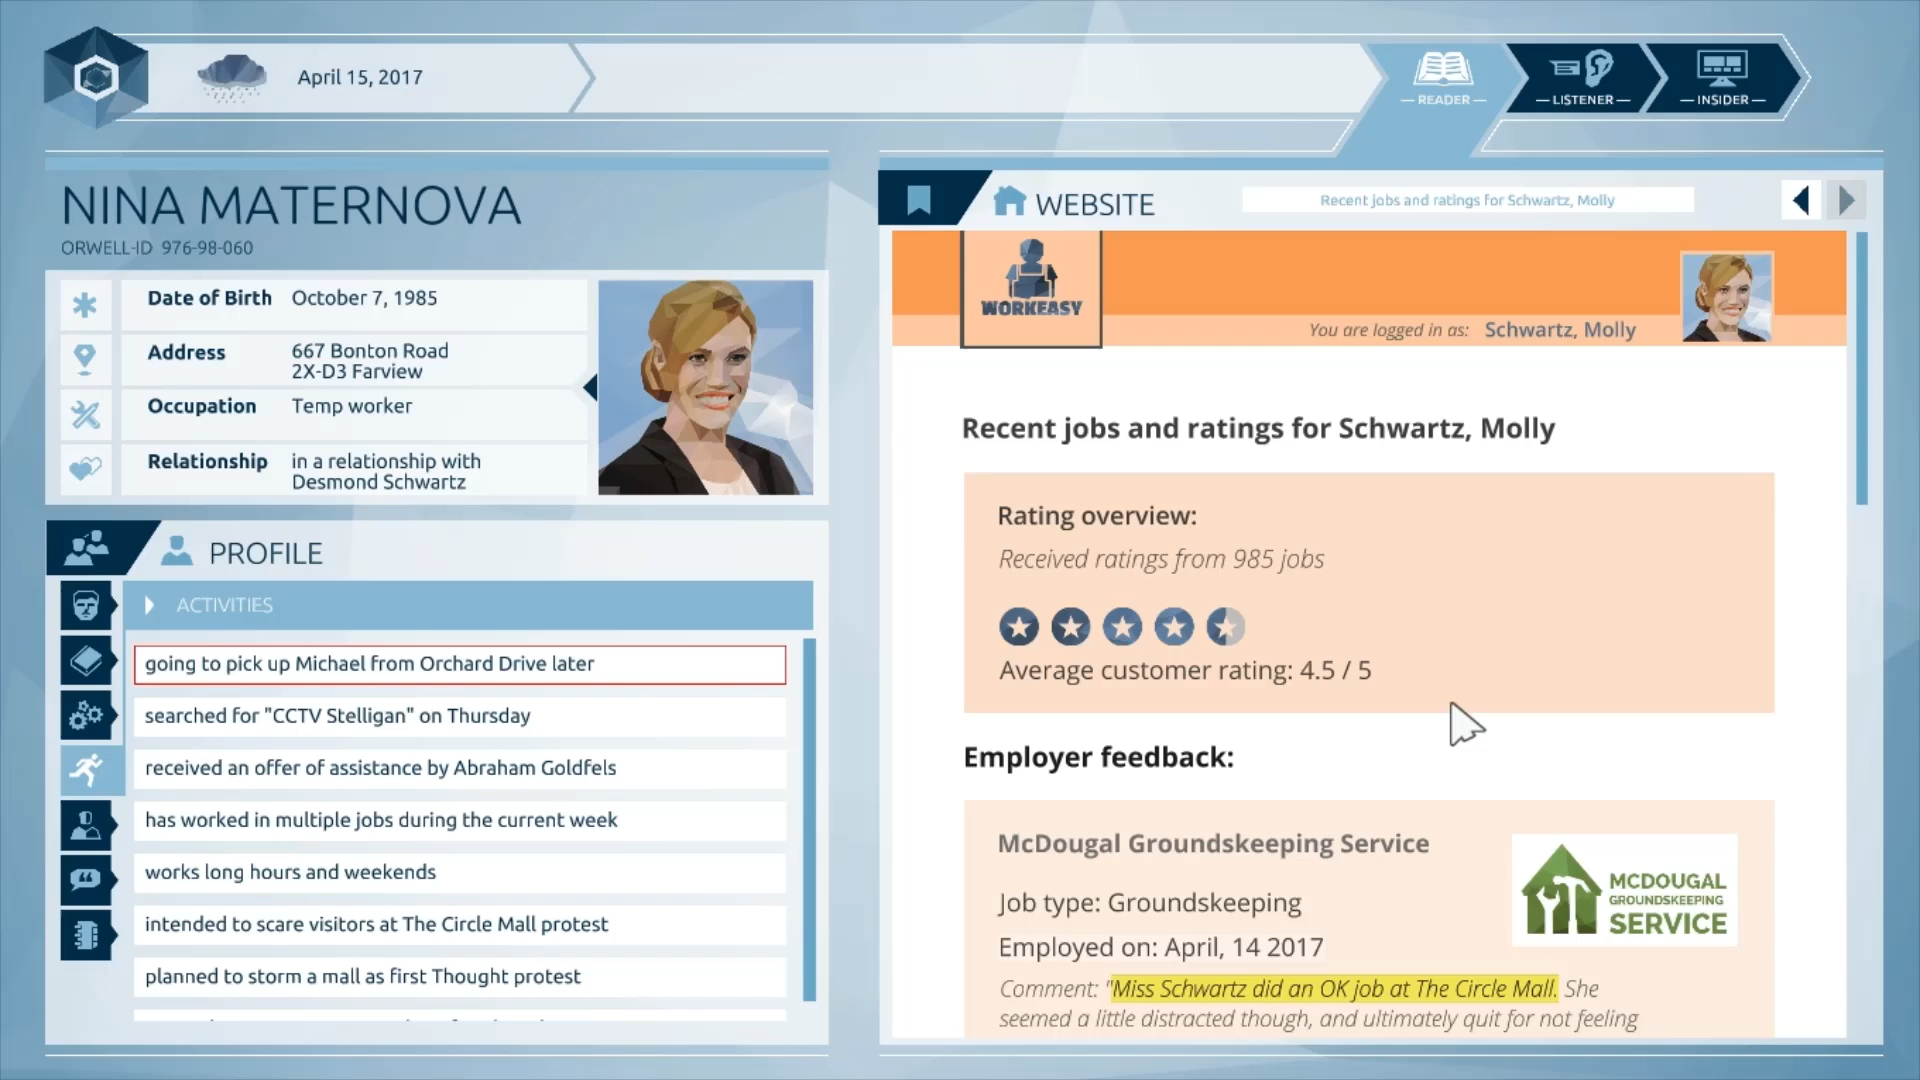 April 15, 2017
READER
LISTENER
INSIDER
NINA MATERNOVA
ORWELL-ID 976-98-060
Date of Birth October 7, 1985
Address 667 Bonton Road
2X-D3 Farview
Occupation Temp worker
Relationship in a relationship with
Desmond Schwartz
PROFILE
ACTIVITIES
going to pick up Michael from Orchard Drive later
searched for "CCTV Stelligan" on Thursday
received an offer of assistance by Abraham Goldfels
has worked in multiple jobs during the current week
works long hours and weekends
intended to scare visitors at The Circle Mall protest
planned to storm a mall as first Thought protest
WEBSITE
Recent jobs and ratings for Schwartz, Molly
WORKEASY
You are logged in as: Schwartz, Molly
Recent jobs and ratings for Schwartz, Molly
Rating overview:
Received ratings from 985 jobs
Average customer rating: 4.5 / 5
Employer feedback:
McDougal Groundskeeping Service
MCDOUGAL
GROUNDSKEEPING
SERVICE
Job type: Groundskeeping
Employed on: April, 14 2017
Comment: "Miss Schwartz did an OK job at The Circle Mall. She
seemed a little distracted though, and ultimately quit for not feeling